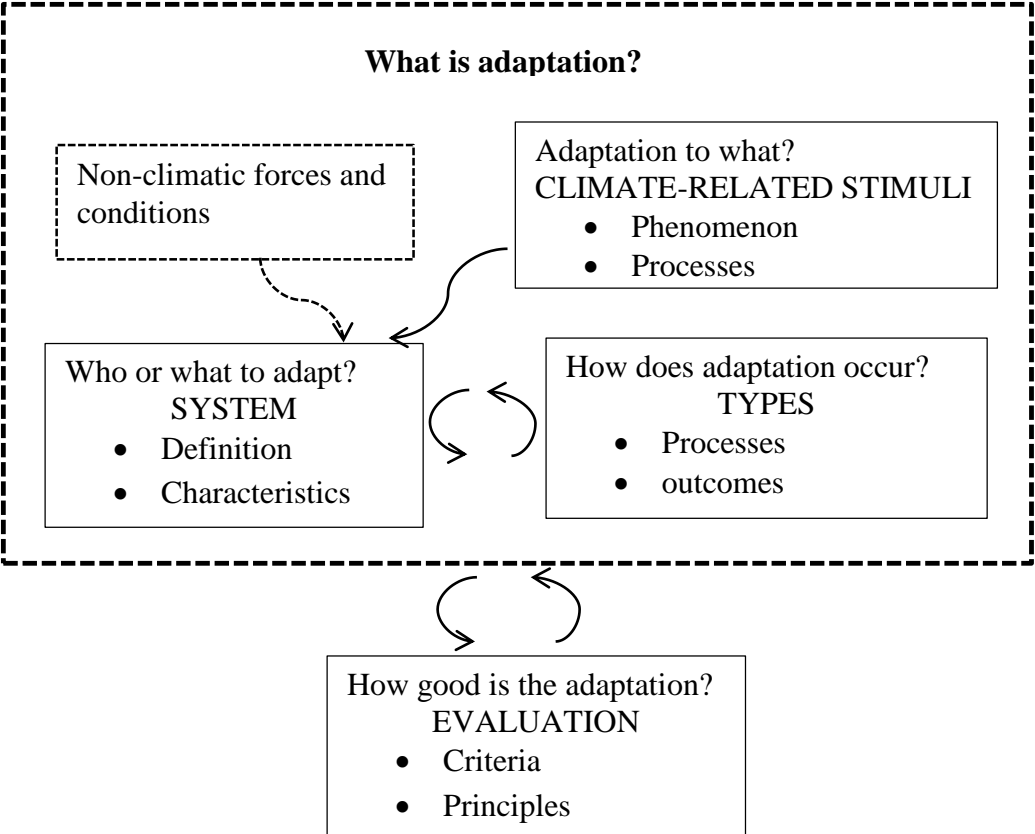 What is adaptation?
Non-climatic forces and
conditions
Adaptation to what?
CLIMATE-RELATED STIMULI
• Phenomenon
• Processes
Who or what to adapt?
SYSTEM
• Definition
• Characteristics
How does adaptation occur?
TYPES
• Processes
• outcomes
How good is the adaptation?
EVALUATION
• Criteria
• Principles